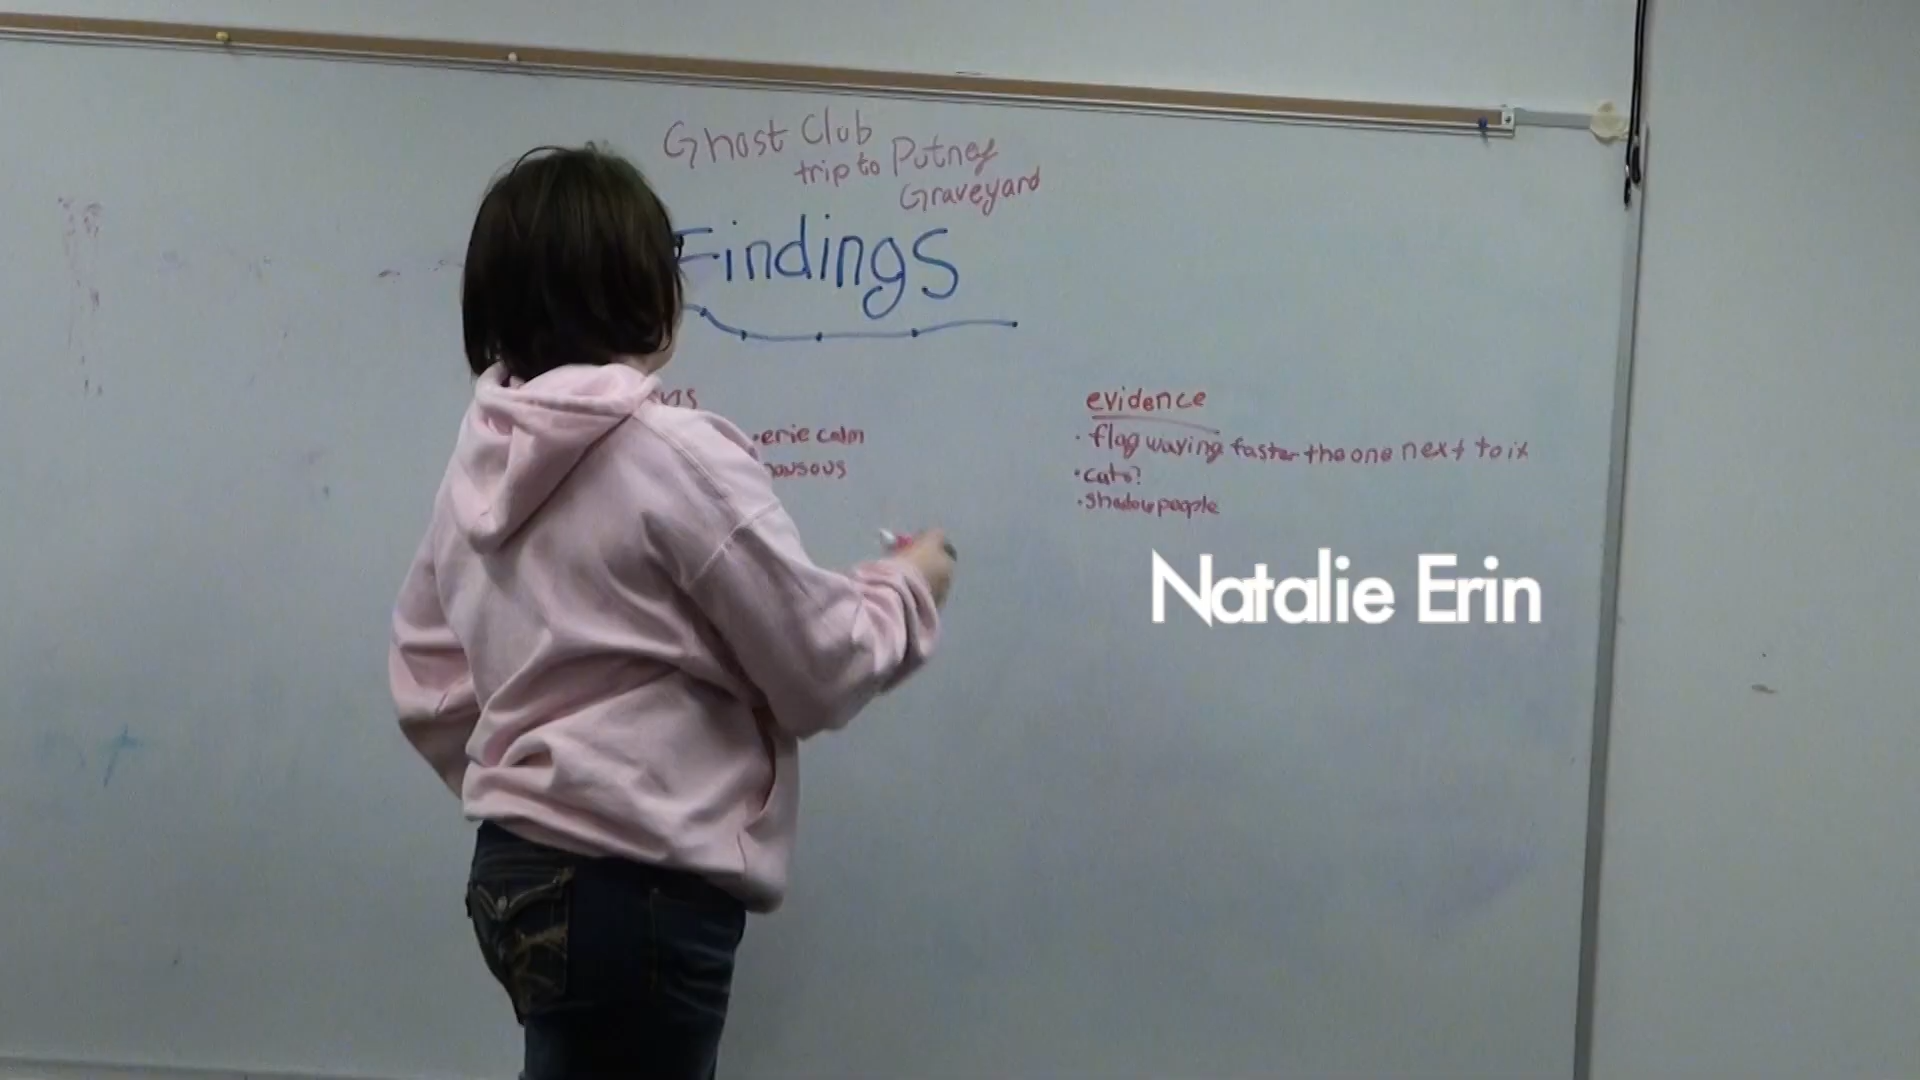 Ghost Club
trip to Putney
Graveyard
Findings
evidence
• erie calm
• flag waving faster the one next to it
• cats?
• shadow people
Natalie Erin